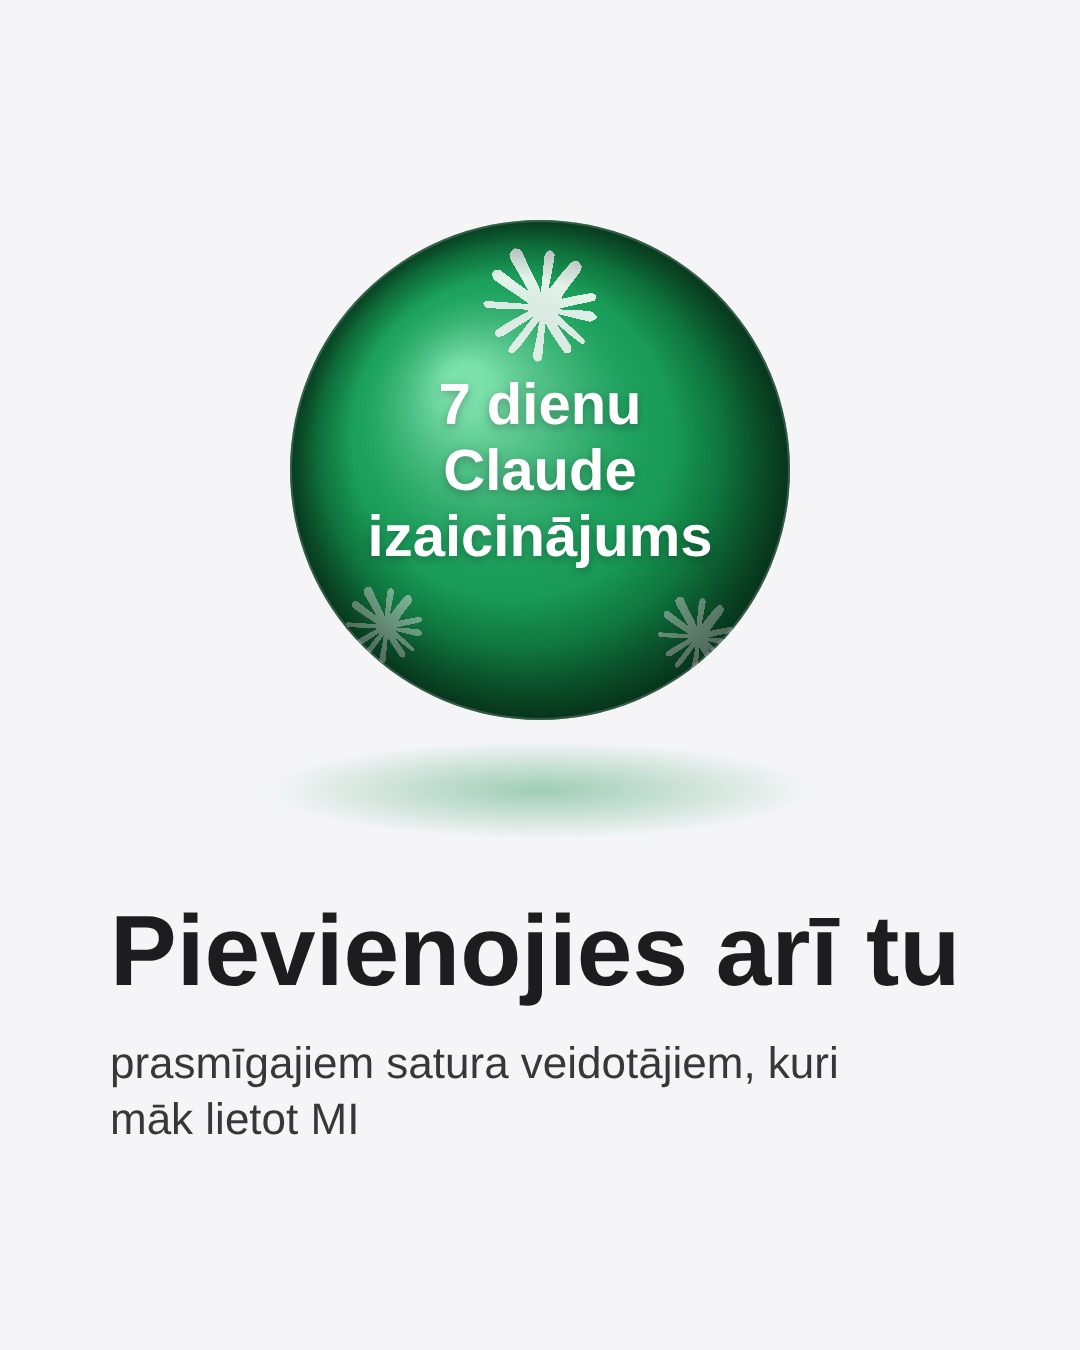 7 dienu
Claude
izaicinājums
Pievienojies arī tu
prasmīgajiem satura veidotājiem, kuri
māk lietot MI